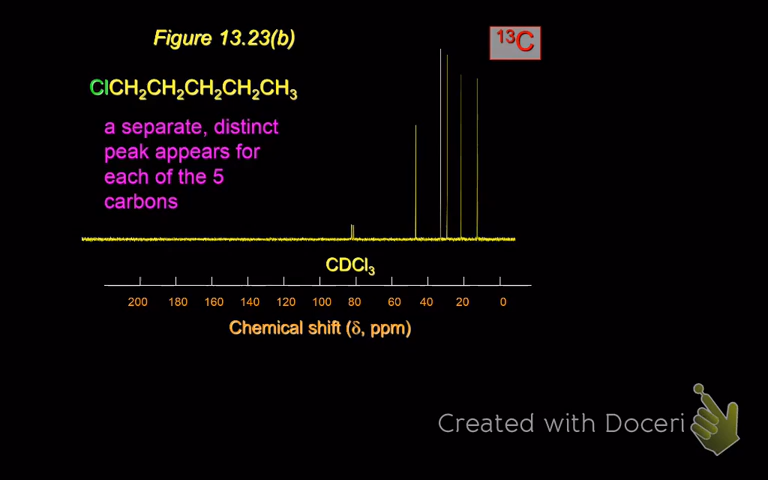 Figure 13.23(b)
¹³C
ClCH₂CH₂CH₂CH₂CH₃
a separate, distinct
peak appears for
each of the 5
carbons
CDCl₃
200 180 160 140 120 100 80 60 40 20 0
Chemical shift (δ, ppm)
Created with Doceri